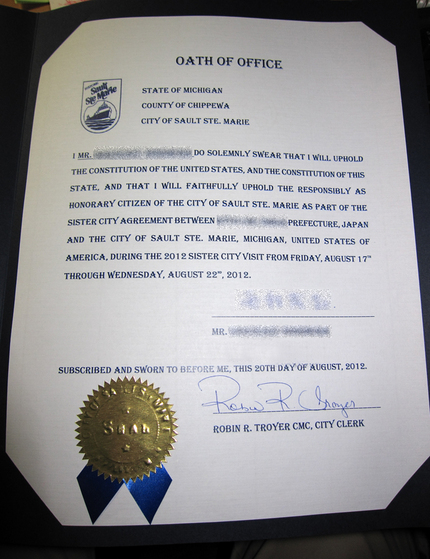 OATH OF OFFICE
Sault
Ste Marie
STATE OF MICHIGAN
COUNTY OF CHIPPEWA
CITY OF SAULT STE. MARIE
I MR. DO SOLEMNLY SWEAR THAT I WILL UPHOLD
THE CONSTITUTION OF THE UNITED STATES, AND THE CONSTITUTION OF THIS
STATE, AND THAT I WILL FAITHFULLY UPHOLD THE RESPONSIBLY AS
HONORARY CITIZEN OF THE CITY OF SAULT STE. MARIE AS PART OF THE
SISTER CITY AGREEMENT BETWEEN PREFECTURE, JAPAN
AND THE CITY OF SAULT STE. MARIE, MICHIGAN, UNITED STATES OF
AMERICA, DURING THE 2012 SISTER CITY VISIT FROM FRIDAY, AUGUST 17TH
THROUGH WEDNESDAY, AUGUST 22ND, 2012.
MR.
SUBSCRIBED AND SWORN TO BEFORE ME, THIS 20TH DAY OF AUGUST, 2012.
Robin R. Troyer
ROBIN R. TROYER CMC, CITY CLERK
SEAL